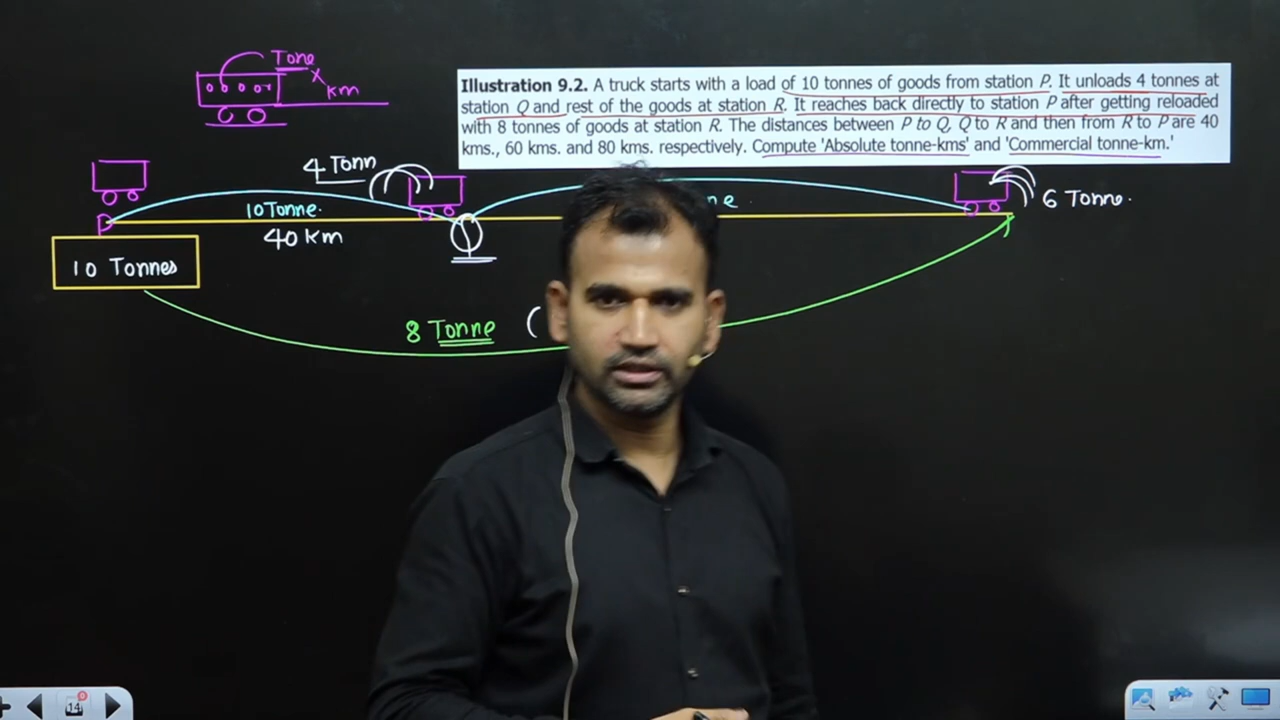 Tone
x
km
Illustration 9.2. A truck starts with a load of 10 tonnes of goods from station P. It unloads 4 tonnes at
station Q and rest of the goods at station R. It reaches back directly to station P after getting reloaded
with 8 tonnes of goods at station R. The distances between P to Q, Q to R and then from R to P are 40
kms., 60 kms. and 80 kms. respectively. Compute 'Absolute tonne-kms' and 'Commercial tonne-km.'
4 Tonn
10 Tonne.
ne
6 Tonne.
P
40 km
10 Tonnes
8 Tonne (
14